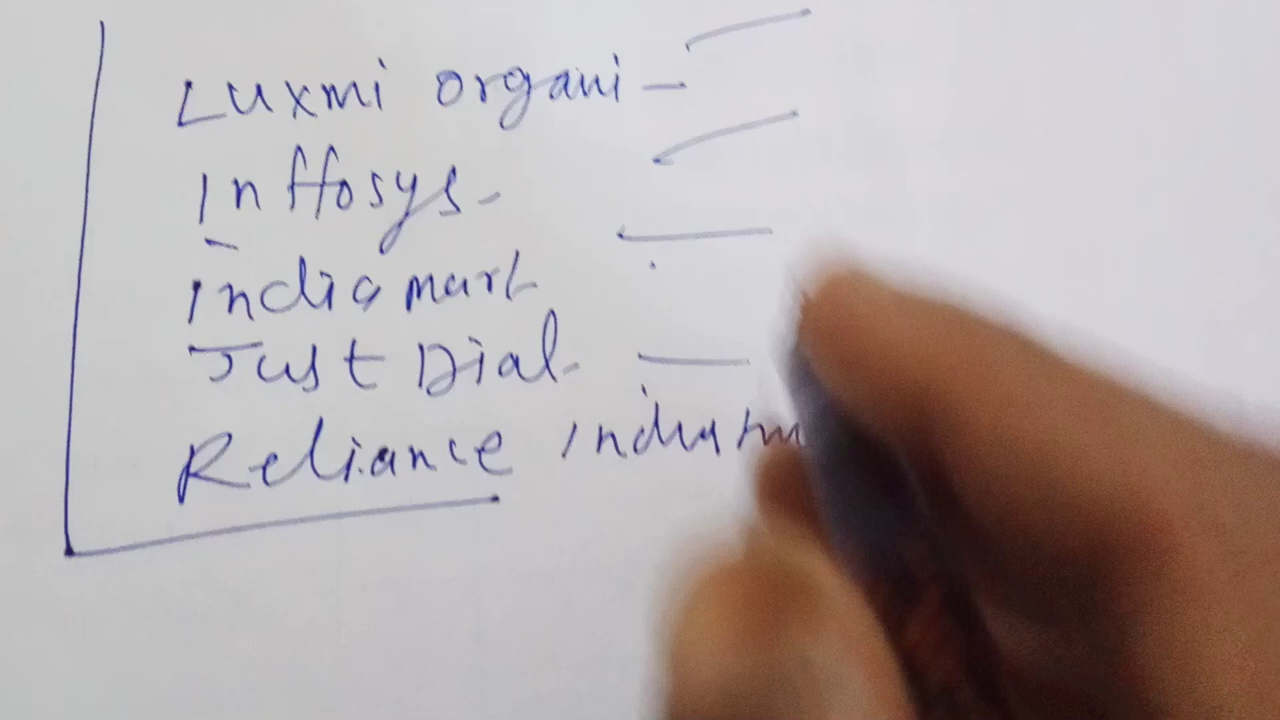 Luxmi organi -
Inffosys -
Indiamart
Just Dial -
Reliance